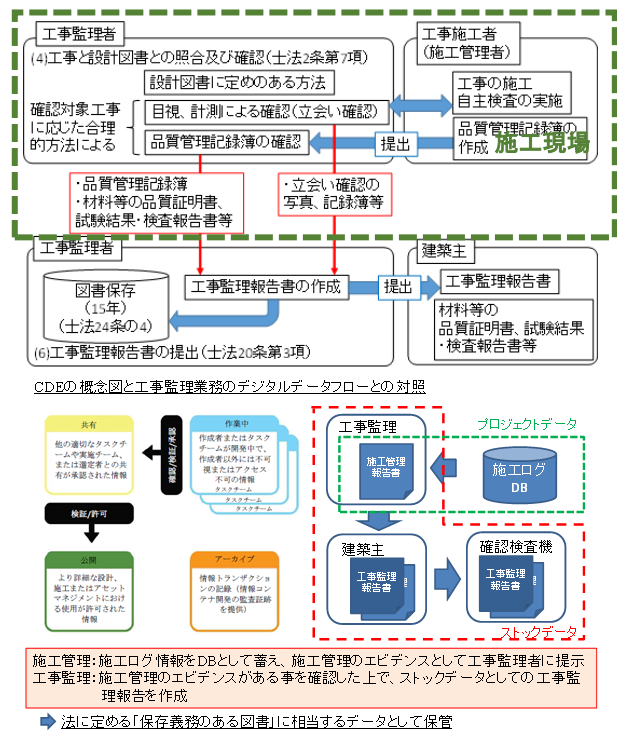 工事監理者
(4)工事と設計図書との照合及び確認(士法2条第7項)
設計図書に定めのある方法
確認対象工事
に応じた合理
的方法による
目視、計測による確認(立会い確認)
品質管理記録簿の確認
工事施工者
(施工管理者)
工事の施工
自主検査の実施
品質管理記録簿の
作成
提出
施工現場
・品質管理記録簿
・材料等の品質証明書、
試験結果・検査報告書等
・立会い確認の
写真、記録簿等
工事監理者
図書保存
(15年)
(士法24条の4)
工事監理報告書の作成
提出
(6)工事監理報告書の提出(士法20条第3項)
建築主
工事監理報告書
材料等の
品質証明書、試験結果
・検査報告書等
CDEの概念図と工事監理業務のデジタルデータフローとの対照
共有
他の適切なタスクチ
ームや実施チーム、
または選定者との共
有が承認された情報
確認/検証/承認
作業中
作成者またはタスク
チームが開発中で、
作成者以外には不可
視またはアクセス
不可の情報
タスクチーム
タスクチーム
タスクチーム
検証/許可
公開
より詳細な設計、
施工またはアセット
マネジメントにおけ
る使用が許可された
情報
アーカイブ
情報トランザクション
の記録(情報コン
テナ開発の監査証跡
を提供)
工事監理
施工管理
報告書
プロジェクトデータ
施工ログ
DB
建築主
工事監理
報告書
確認検査機
工事監理
報告書
ストックデータ
施工管理:施工ログ情報をDBとして蓄え、施工管理のエビデンスとして工事監理者に提示
工事監理:施工管理のエビデンスがある事を確認した上で、ストックデータとしての工事監
理報告を作成
法に定める「保存義務のある図書」に相当するデータとして保管